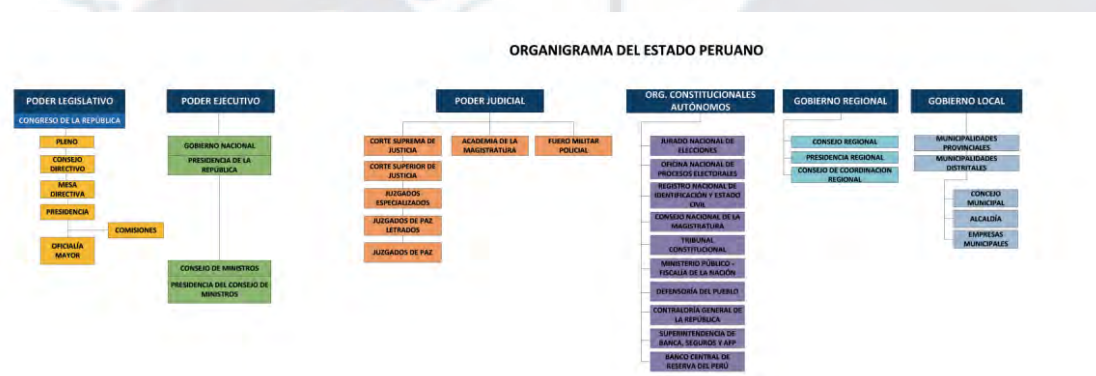 ORGANIGRAMA DEL ESTADO PERUANO
PODER LEGISLATIVO
CONGRESO DE LA REPÚBLICA
PLENO
CONSEJO
DIRECTIVO
MESA
DIRECTIVA
PRESIDENCIA
COMISIONES
OFICIALÍA
MAYOR
PODER EJECUTIVO
GOBIERNO NACIONAL
PRESIDENCIA DE LA
REPÚBLICA
CONSEJO DE MINISTROS
PRESIDENCIA DEL CONSEJO DE
MINISTROS
PODER JUDICIAL
CORTE SUPREMA DE
JUSTICIA
CORTE SUPERIOR DE
JUSTICIA
JUZGADOS
ESPECIALIZADOS
JUZGADOS DE PAZ
LETRADOS
JUZGADOS DE PAZ
ACADEMIA DE LA
MAGISTRATURA
FUERO MILITAR
POLICIAL
ORG. CONSTITUCIONALES
AUTÓNOMOS
JURADO NACIONAL DE
ELECCIONES
OFICINA NACIONAL DE
PROCESOS ELECTORALES
REGISTRO NACIONAL DE
IDENTIFICACIÓN Y ESTADO
CIVIL
CONSEJO NACIONAL DE LA
MAGISTRATURA
TRIBUNAL
CONSTITUCIONAL
MINISTERIO PÚBLICO –
FISCALÍA DE LA NACIÓN
DEFENSORÍA DEL PUEBLO
CONTRALORÍA GENERAL DE
LA REPÚBLICA
SUPERINTENDENCIA DE
BANCA, SEGUROS Y AFP
BANCO CENTRAL DE
RESERVA DEL PERÚ
GOBIERNO REGIONAL
CONSEJO REGIONAL
PRESIDENCIA REGIONAL
CONSEJO DE COORDINACION
REGIONAL
GOBIERNO LOCAL
MUNICIPALIDADES
PROVINCIALES
MUNICIPALIDADES
DISTRITALES
CONCEJO
MUNICIPAL
ALCALDÍA
EMPRESAS
MUNICIPALES